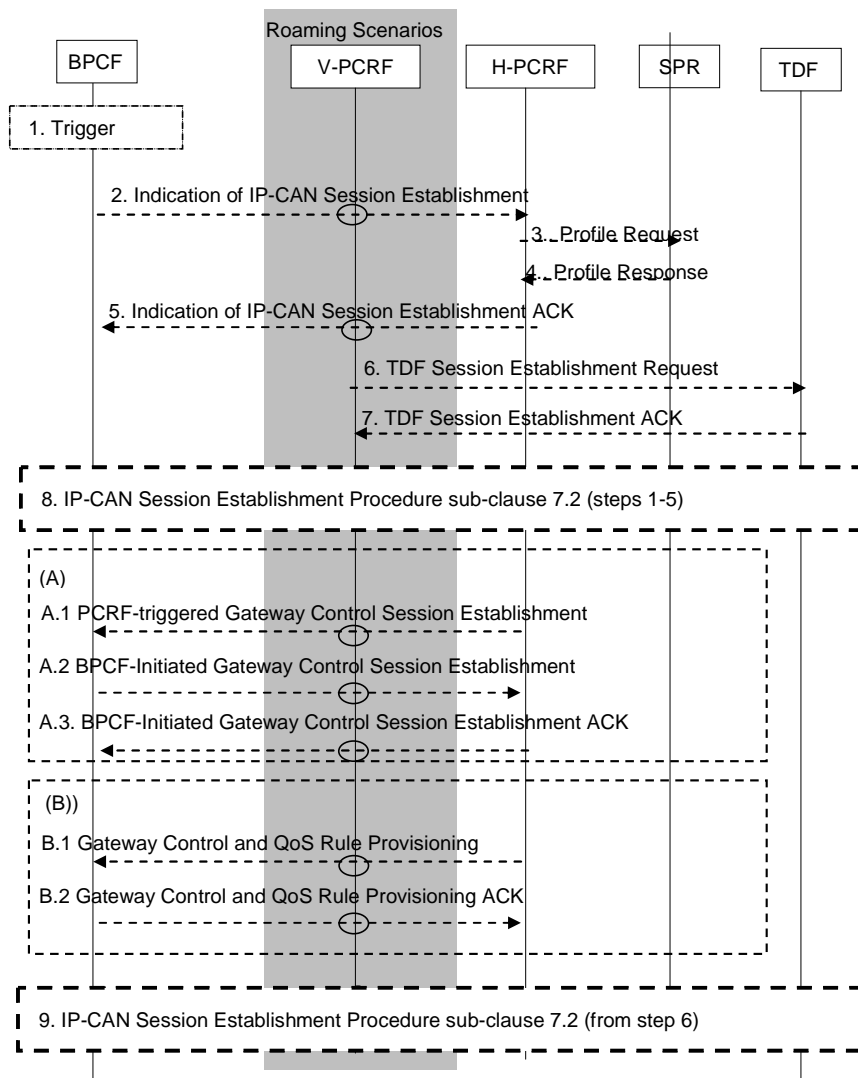 Roaming Scenarios
BPCF
V-PCRF
H-PCRF
SPR
TDF
1. Trigger
2. Indication of IP-CAN Session Establishment
3.. Profile Request
4.. Profile Response
5. Indication of IP-CAN Session Establishment ACK
6. TDF Session Establishment Request
7. TDF Session Establishment ACK
8. IP-CAN Session Establishment Procedure sub-clause 7.2 (steps 1-5)
(A)
A.1 PCRF-triggered Gateway Control Session Establishment
A.2 BPCF-Initiated Gateway Control Session Establishment
A.3. BPCF-Initiated Gateway Control Session Establishment ACK
(B))
B.1 Gateway Control and QoS Rule Provisioning
B.2 Gateway Control and QoS Rule Provisioning ACK
9. IP-CAN Session Establishment Procedure sub-clause 7.2 (from step 6)